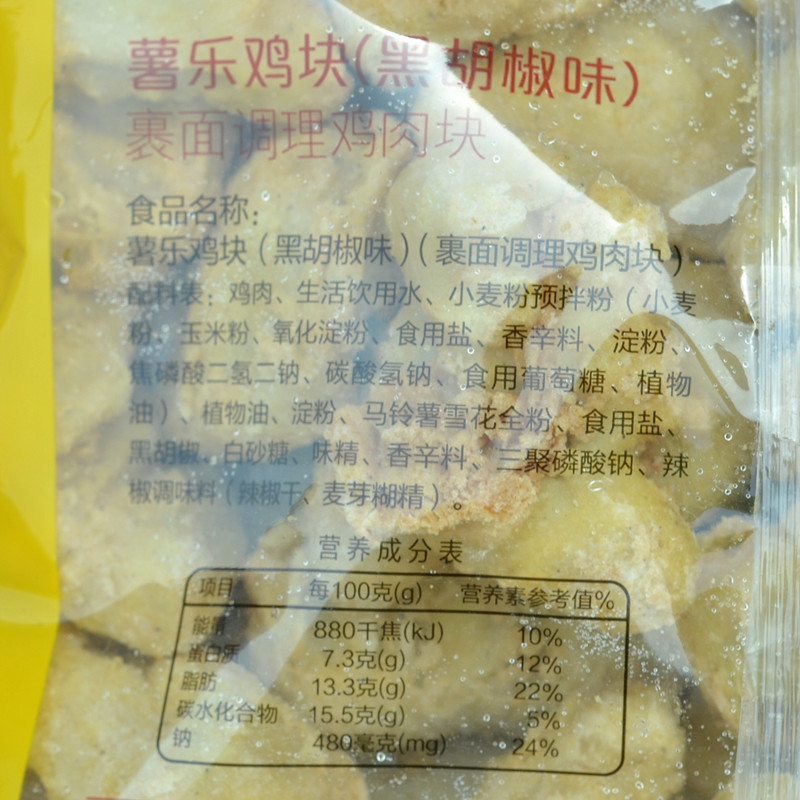 薯乐鸡块(黑胡椒味)
裹面调理鸡肉块
食品名称：
薯乐鸡块（黑胡椒味）（裹面调理鸡肉块）
配料表：鸡肉、生活饮用水、小麦粉预拌粉（小麦
粉、玉米粉、氧化淀粉、食用盐、香辛料、淀粉、
焦磷酸二氢二钠、碳酸氢钠、食用葡萄糖、植物
油）、植物油、淀粉、马铃薯雪花全粉、食用盐、
黑胡椒、白砂糖、味精、香辛料、三聚磷酸钠、辣
椒调味料（辣椒干、麦芽糊精）。
营养成分表
项目 每100克(g) 营养素参考值%
能量 880千焦(kJ) 10%
蛋白质 7.3克(g) 12%
脂肪 13.3克(g) 22%
碳水化合物 15.5克(g) 5%
钠 480毫克(mg) 24%